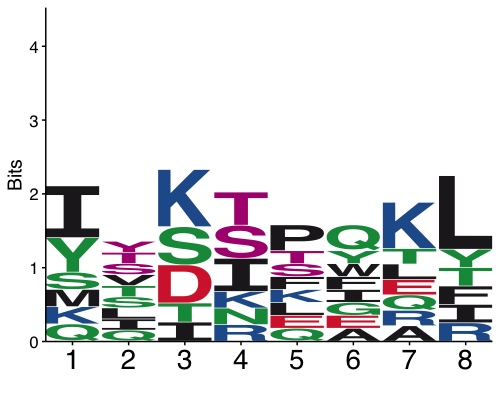 4
3
2
1
0
Bits
I Y S M K Q
Y T S V T S L I Q
K S D T I
T S I K N R
P T S F K L E Q
Q Y W F I G E A
K T L E Q R A
L Y T F I R
1 2 3 4 5 6 7 8